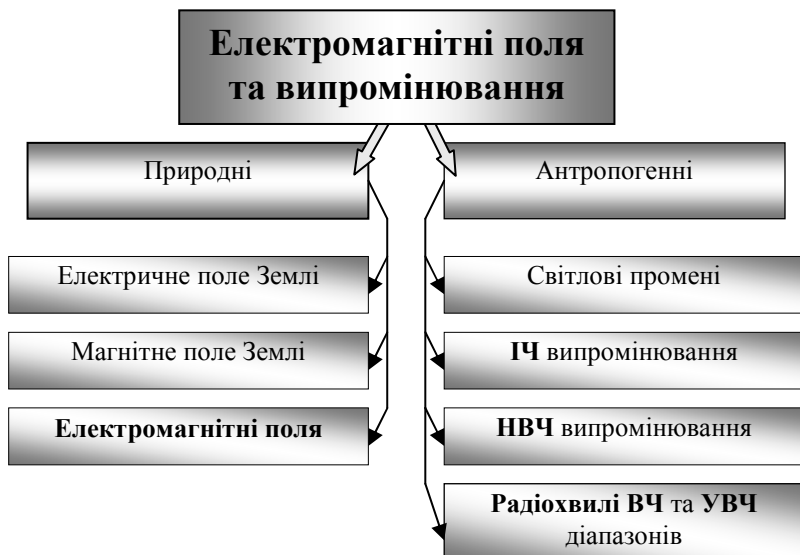 Електромагнітні поля
та випромінювання
Природні
Антропогенні
Електричне поле Землі
Світлові промені
Магнітне поле Землі
ІЧ випромінювання
Електромагнітні поля
НВЧ випромінювання
Радіохвилі ВЧ та УВЧ
діапазонів